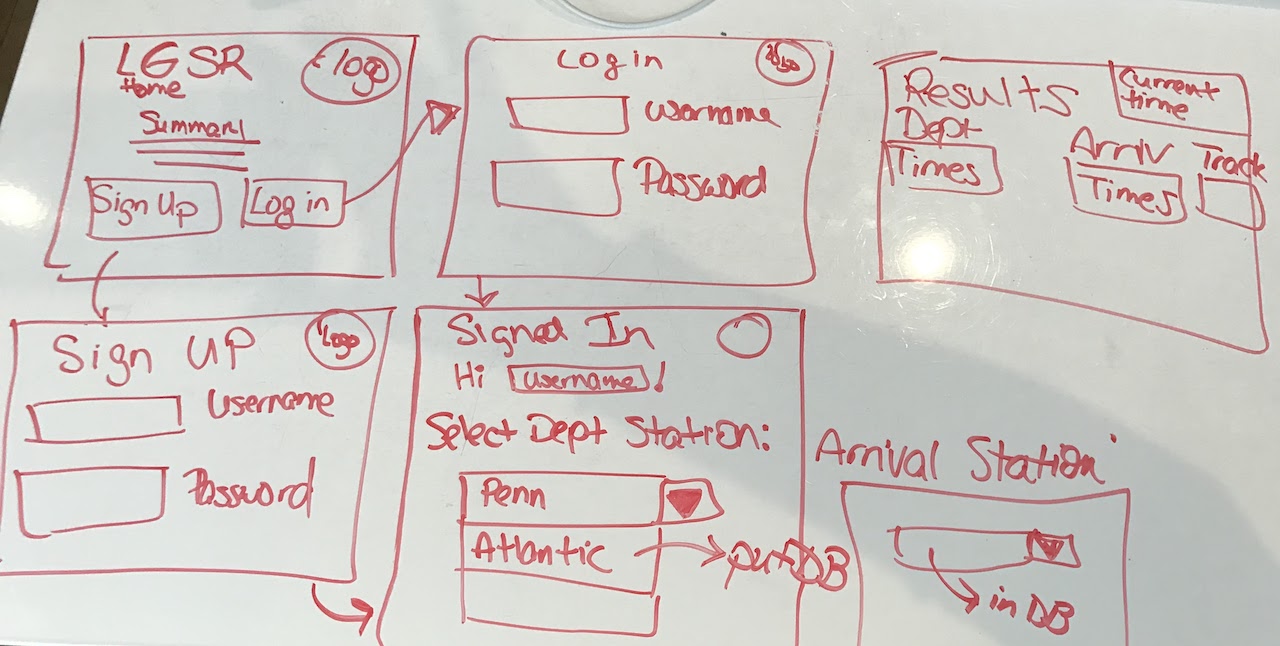 LGSR
Home
logo
Summary
Sign Up
Log in
Login
logo
username
Password
Results
Current
time
Dept
Times
Arriv
Times
Track
Sign UP
Logo
Username
Password
Signed In
Hi username!
Select Dept Station:
Penn
Atlantic
put DB
Arrival Station
in DB